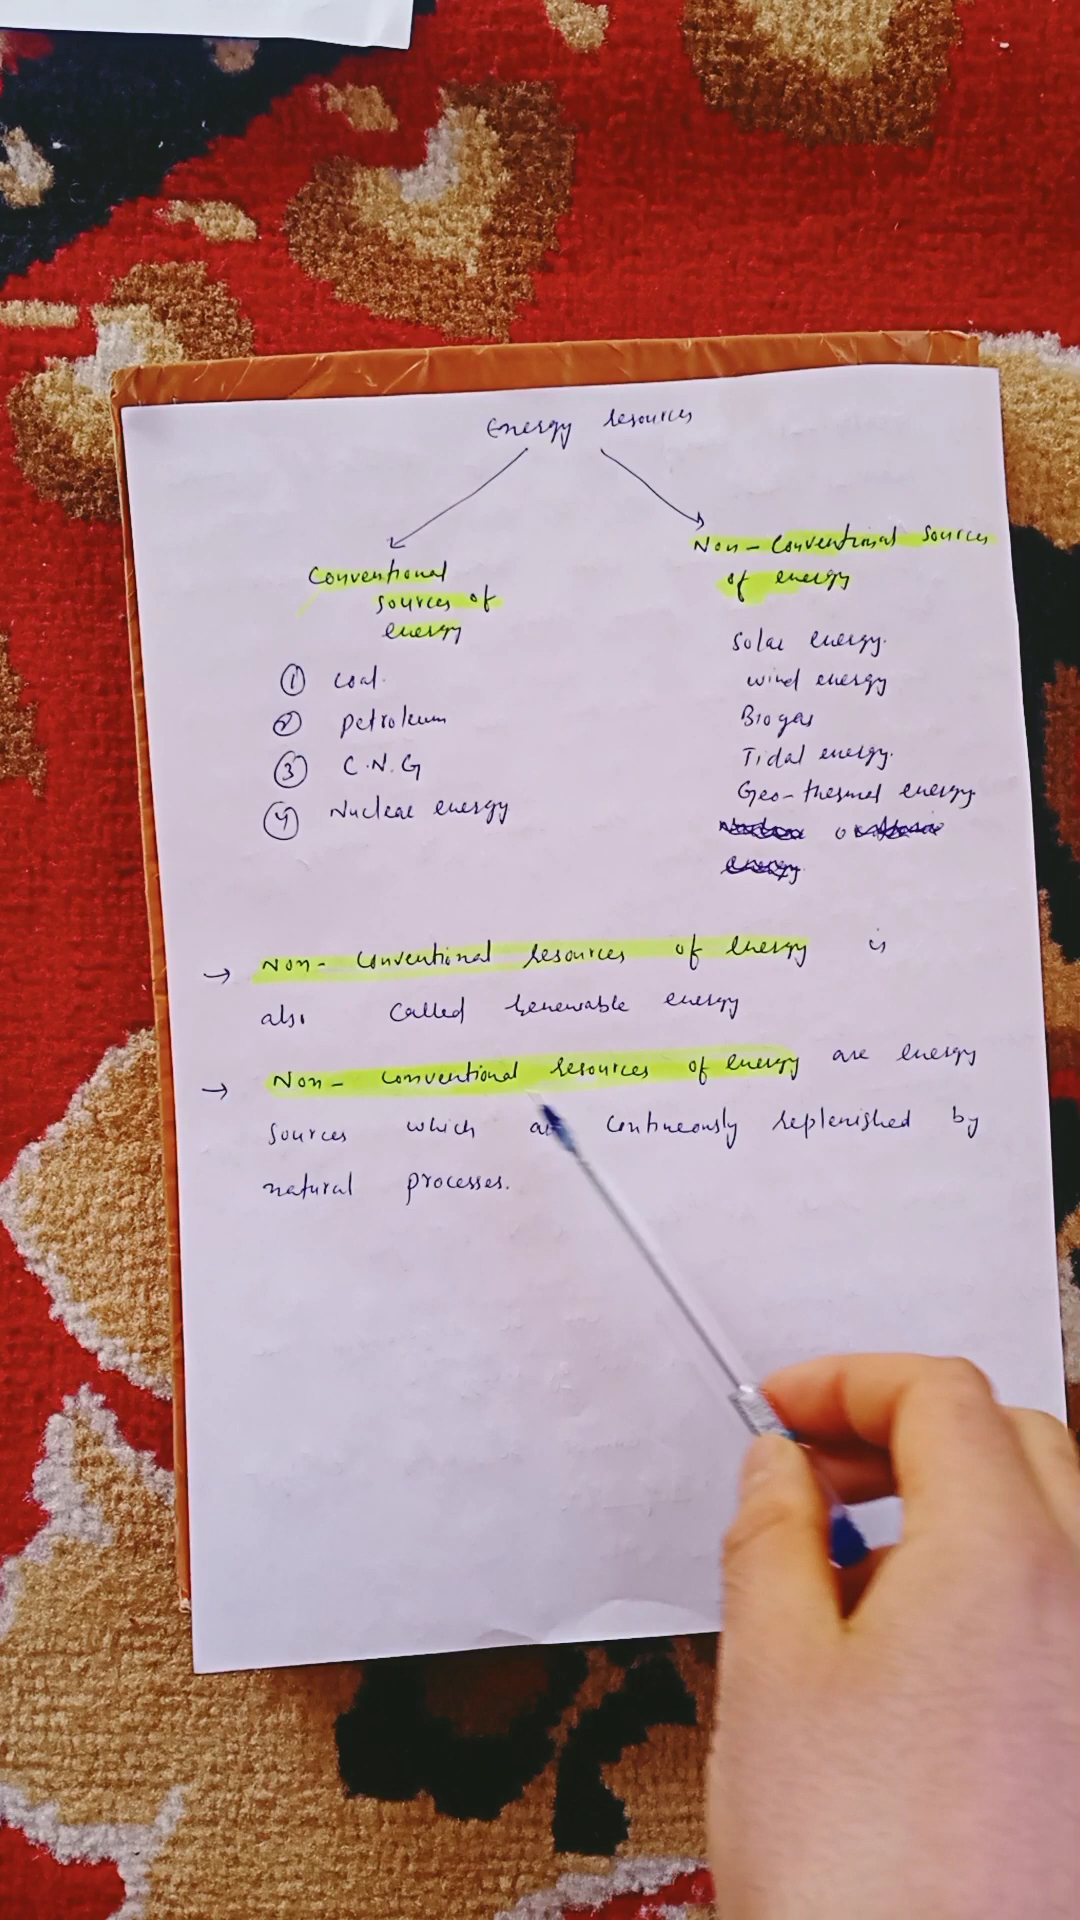 Energy resources
Conventional
sources of
energy
① coal.
② petroleum
③ C.N.G
④ Nuclear energy
Non-Conventional sources
of energy
Solar energy.
wind energy
Biogas
Tidal energy.
Geo-thermal energy
→ Non-Conventional resources of energy is
also called renewable energy
→ Non-conventional resources of energy are energy
sources which are continuously replenished by
natural processes.